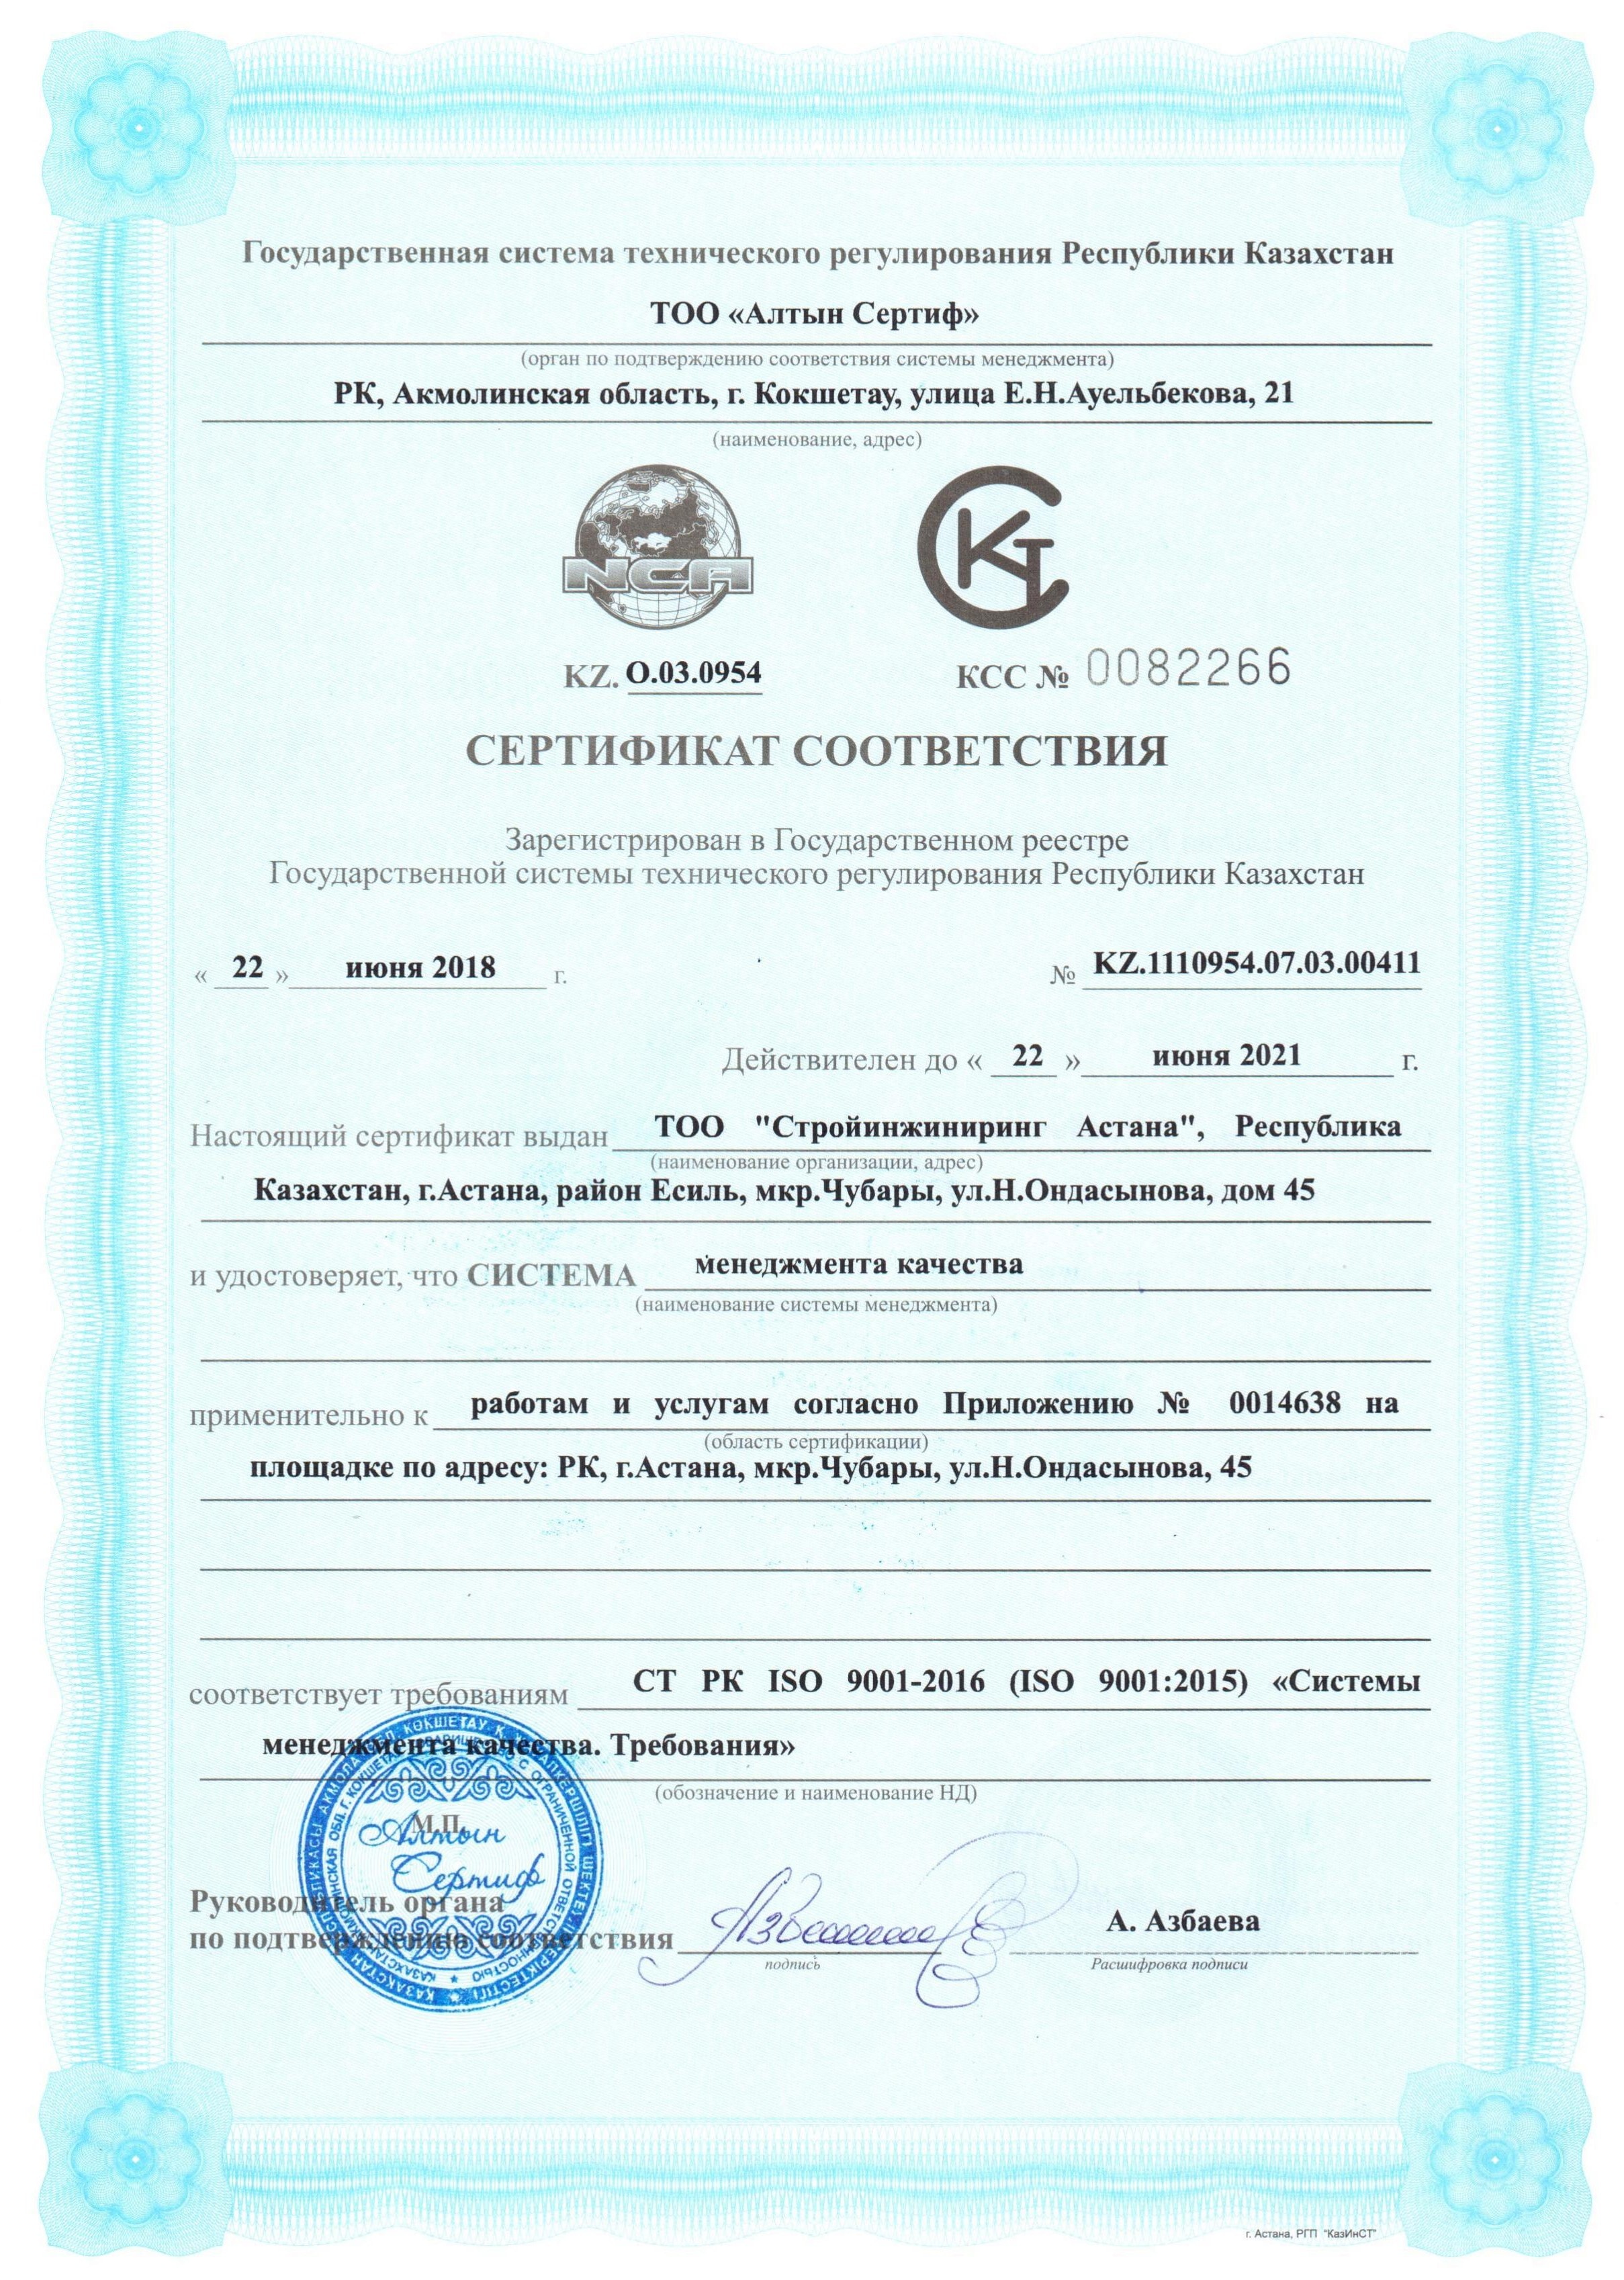 Государственная система технического регулирования Республики Казахстан
ТОО «Алтын Сертиф»
(орган по подтверждению соответствия системы менеджмента)
РК, Акмолинская область, г. Кокшетау, улица Е.Н.Ауельбекова, 21
(наименование, адрес)
NCA
КТ
KZ. О.03.0954
КСС № 0082266
СЕРТИФИКАТ СООТВЕТСТВИЯ
Зарегистрирован в Государственном реестре
Государственной системы технического регулирования Республики Казахстан
« 22 » июня 2018 г. № KZ.1110954.07.03.00411
Действителен до « 22 » июня 2021 г.
Настоящий сертификат выдан ТОО "Стройинжиниринг Астана", Республика
(наименование организации, адрес)
Казахстан, г.Астана, район Есиль, мкр.Чубары, ул.Н.Ондасынова, дом 45
и удостоверяет, что СИСТЕМА менеджмента качества
(наименование системы менеджмента)
применительно к работам и услугам согласно Приложению № 0014638 на
(область сертификации)
площадке по адресу: РК, г.Астана, мкр.Чубары, ул.Н.Ондасынова, 45
соответствует требованиям СТ РК ISO 9001-2016 (ISO 9001:2015) «Системы
менеджмента качества. Требования»
(обозначение и наименование НД)
М.П.
Алтын
Сертиф
Руководитель органа
по подтверждению соответствия
А. Азбаева
подпись
Расшифровка подписи
г. Астана, РГП "КазИнСТ"